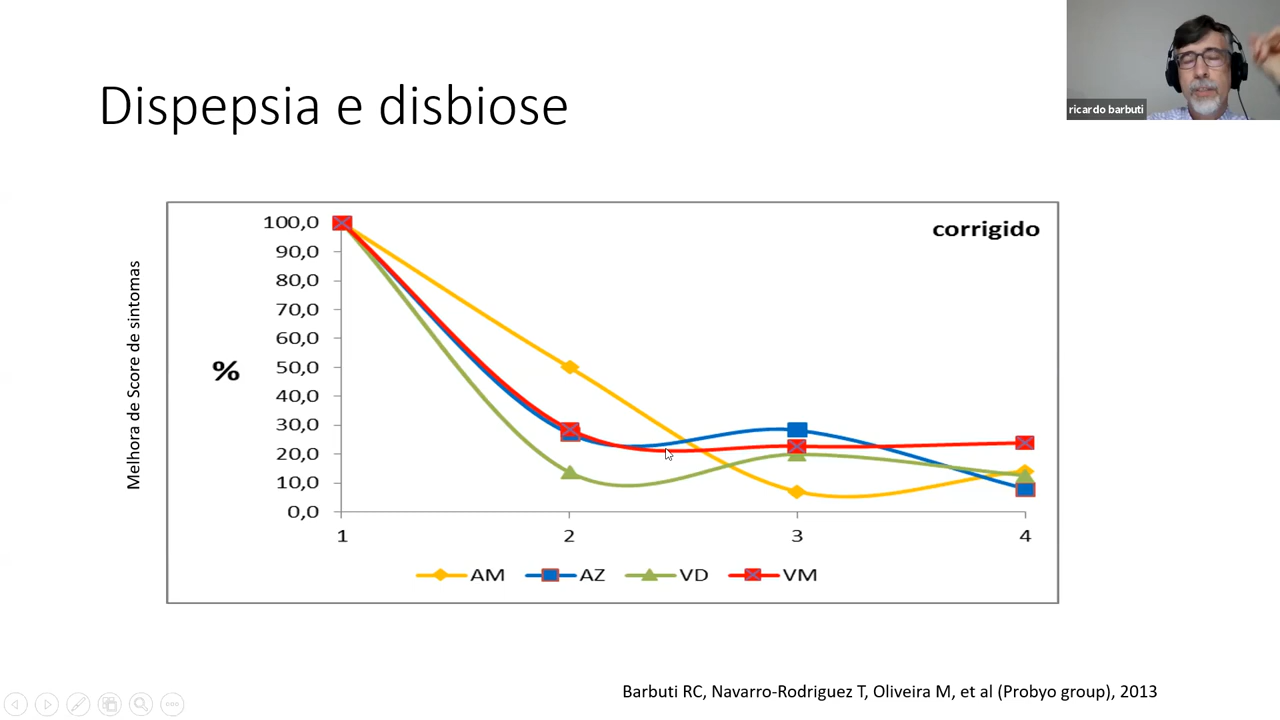 ricardo barbuti
Dispepsia e disbiose
Melhora de Score de sintomas
%
corrigido
100,0
90,0
80,0
70,0
60,0
50,0
40,0
30,0
20,0
10,0
0,0
1 2 3 4
AM AZ VD VM
Barbuti RC, Navarro-Rodriguez T, Oliveira M, et al (Probyo group), 2013